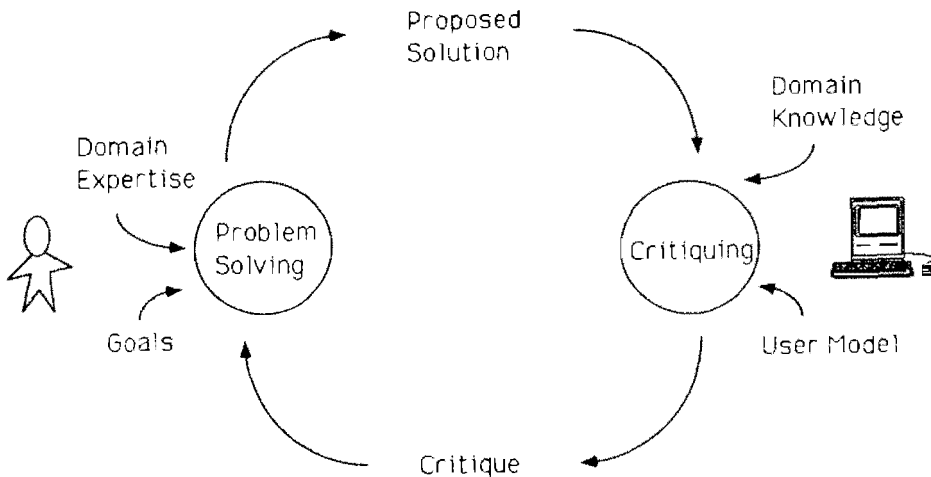 Proposed
Solution
Domain
Knowledge
Domain
Expertise
Problem
Solving
Critiquing
Goals
User Model
Critique